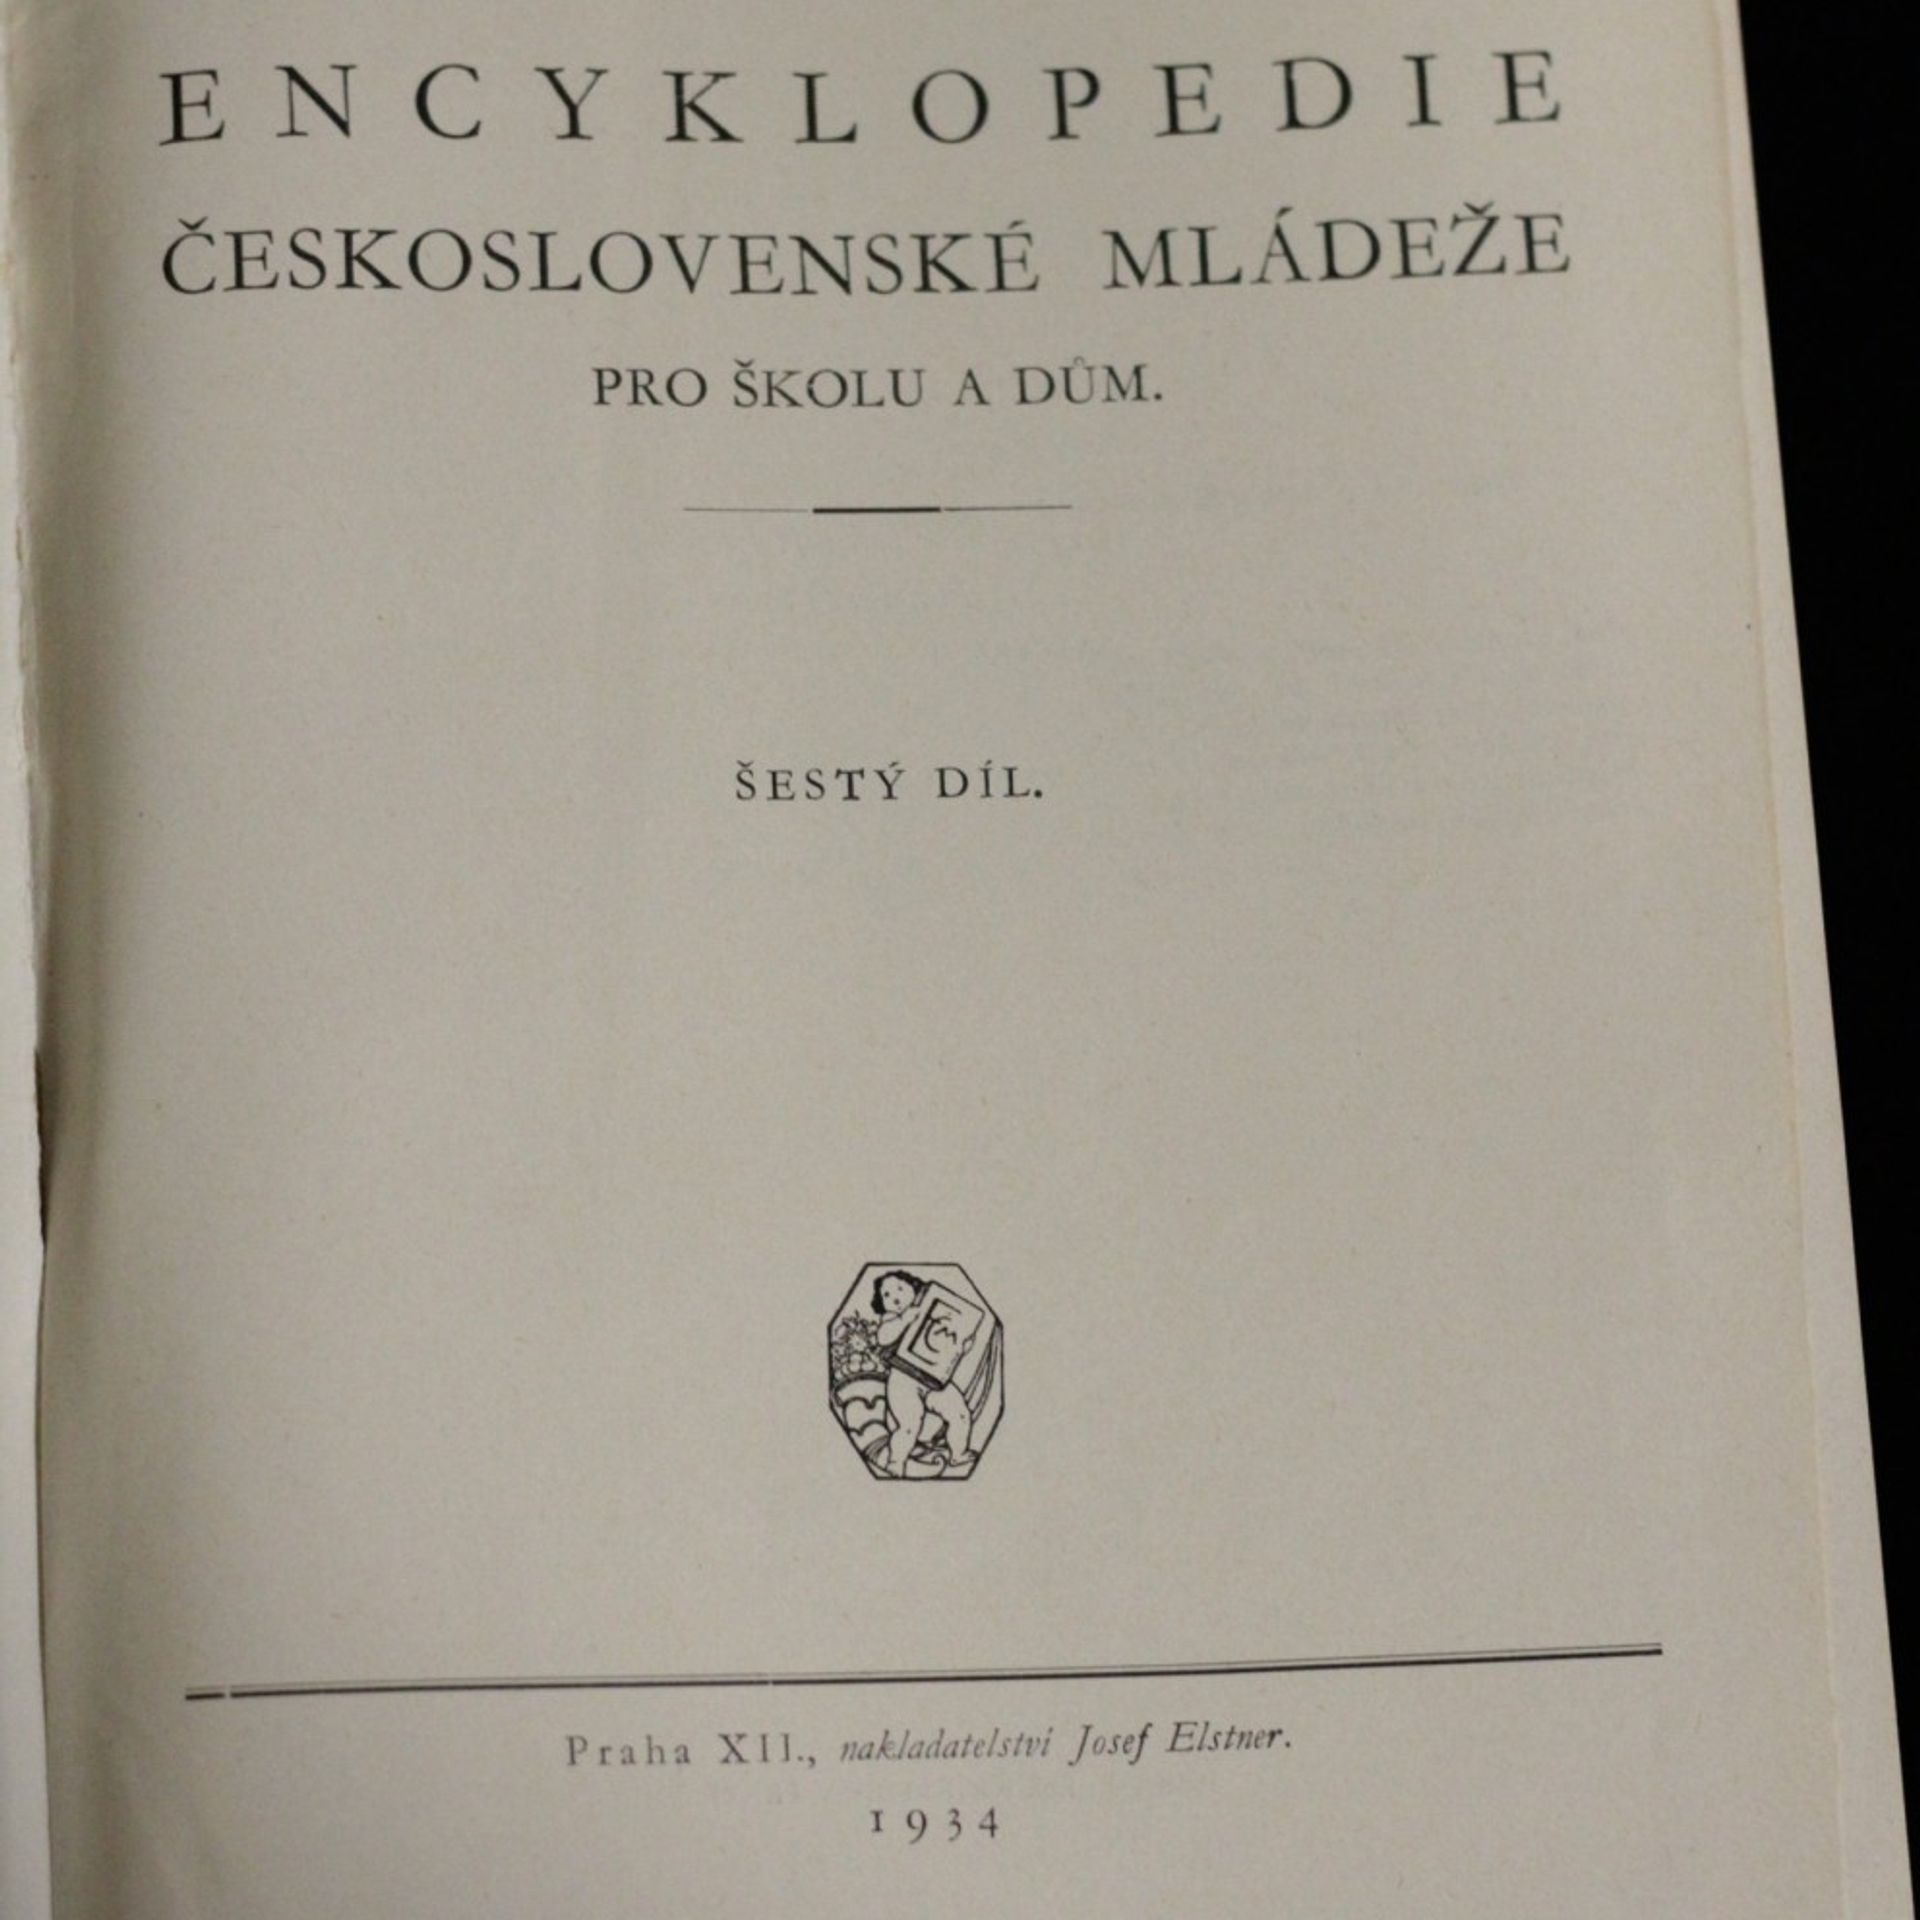 ENCYKLOPEDIE
ČESKOSLOVENSKÉ MLÁDEŽE
PRO ŠKOLU A DŮM.
ŠESTÝ DÍL.
Praha XII., nakladatelství Josef Elstner.
1934